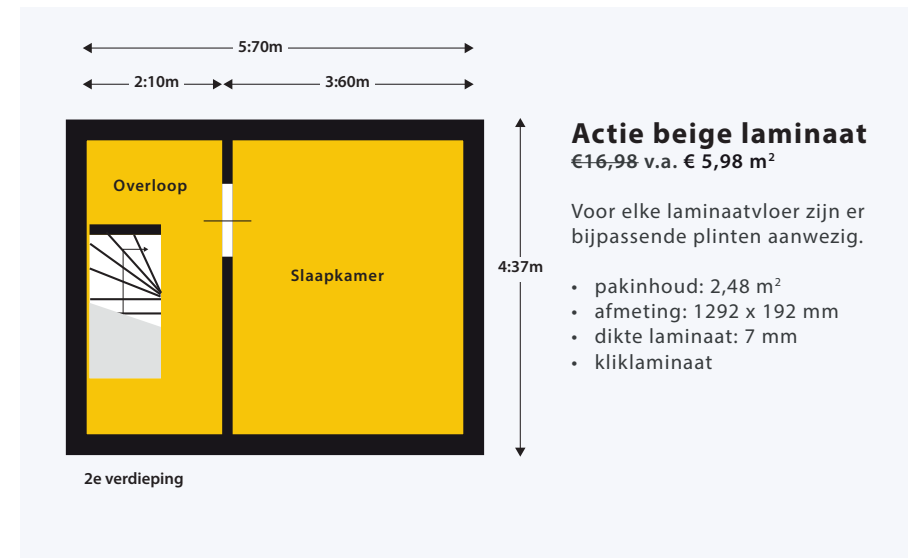 5:70m
2:10m
3:60m
Overloop
Slaapkamer
4:37m
2e verdieping
Actie beige laminaat
€16,98 v.a. € 5,98 m²
Voor elke laminaatvloer zijn er
bijpassende plinten aanwezig.
• pakinhoud: 2,48 m²
• afmeting: 1292 x 192 mm
• dikte laminaat: 7 mm
• kliklaminaat